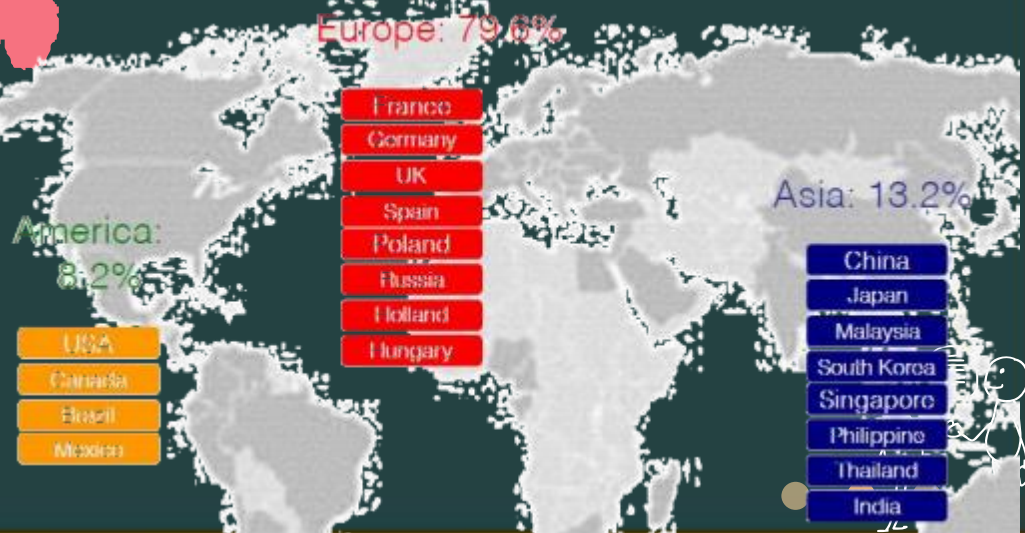 Europe: 79.6%
France
Germany
UK
Spain
Poland
Russia
Holland
Hungary
America:
8.2%
USA
Canada
Brazil
Mexico
Asia: 13.2%
China
Japan
Malaysia
South Korea
Singapore
Philippine
Thailand
India